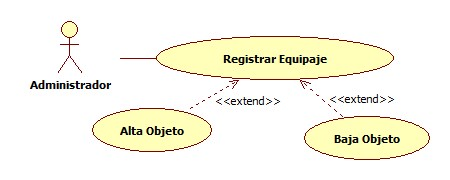 Registrar Equipaje
Administrador
<<extend>>
<<extend>>
Alta Objeto
Baja Objeto